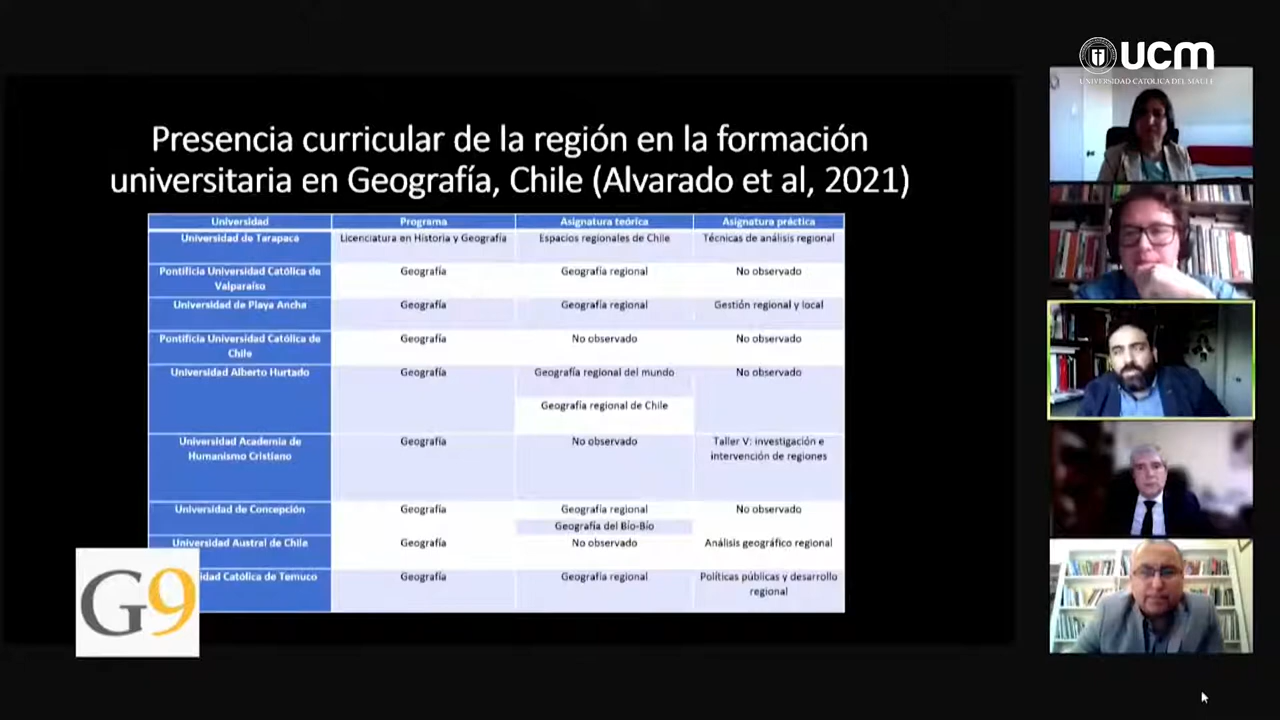 ucm
UNIVERSIDAD CATOLICA DEL MAULE
Presencia curricular de la región en la formación
universitaria en Geografía, Chile (Alvarado et al, 2021)
Universidad Programa Asignatura teórica Asignatura práctica
Universidad de Tarapacá Licenciatura en Historia y Geografía Espacios regionales de Chile Técnicas de análisis regional
Pontificia Universidad Católica de Geografía Geografía regional No observado
Valparaíso
Universidad de Playa Ancha Geografía Geografía regional Gestión regional y local
Pontificia Universidad Católica de Geografía No observado No observado
Chile
Universidad Alberto Hurtado Geografía Geografía regional del mundo No observado
Geografía regional de Chile
Universidad Academia de Geografía No observado Taller V: investigación e
Humanismo Cristiano intervención de regiones
Universidad de Concepción Geografía Geografía regional No observado
Geografía del Bío-Bío
Universidad Austral de Chile Geografía No observado Análisis geográfico regional
idad Católica de Temuco Geografía Geografía regional Políticas públicas y desarrollo
regional
G9